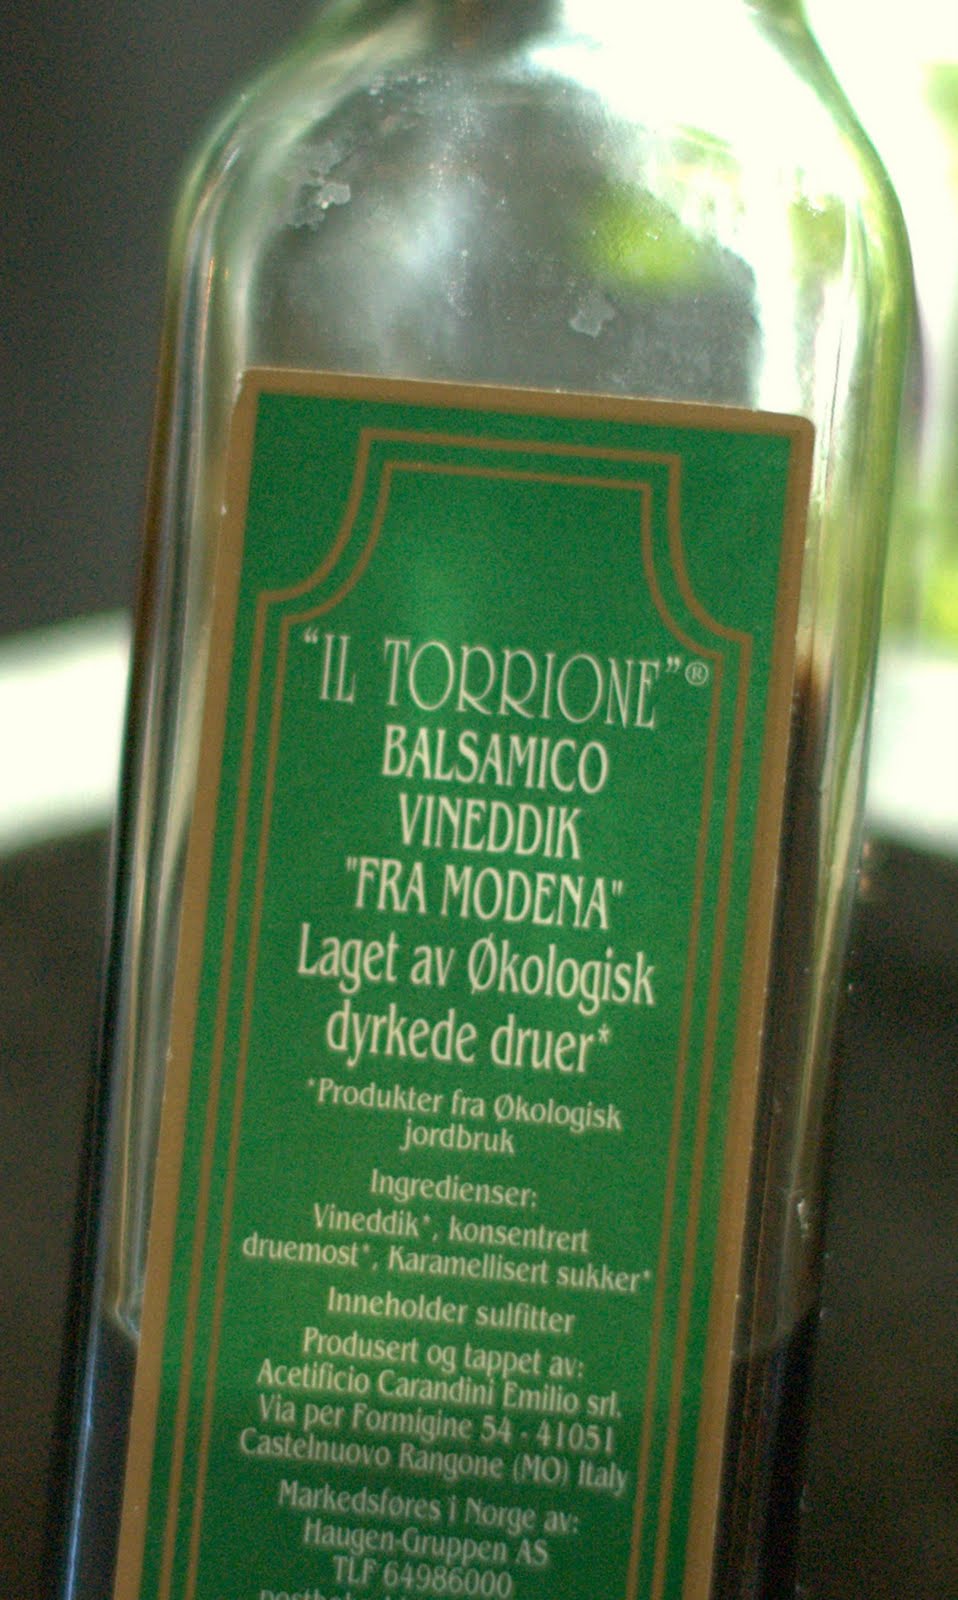 "IL TORRIONE"®
BALSAMICO
VINEDDIK
"FRA MODENA"
Laget av Økologisk
dyrkede druer*
*Produkter fra Økologisk
jordbruk
Ingredienser:
Vineddik*, konsentrert
druemost*, Karamellisert sukker*
Inneholder sulfitter
Produsert og tappet av:
Acetificio Carandini Emilio srl.
Via per Formigine 54 - 41051
Castelnuovo Rangone (MO) Italy
Markedsføres i Norge av:
Haugen-Gruppen AS
TLF 64986000